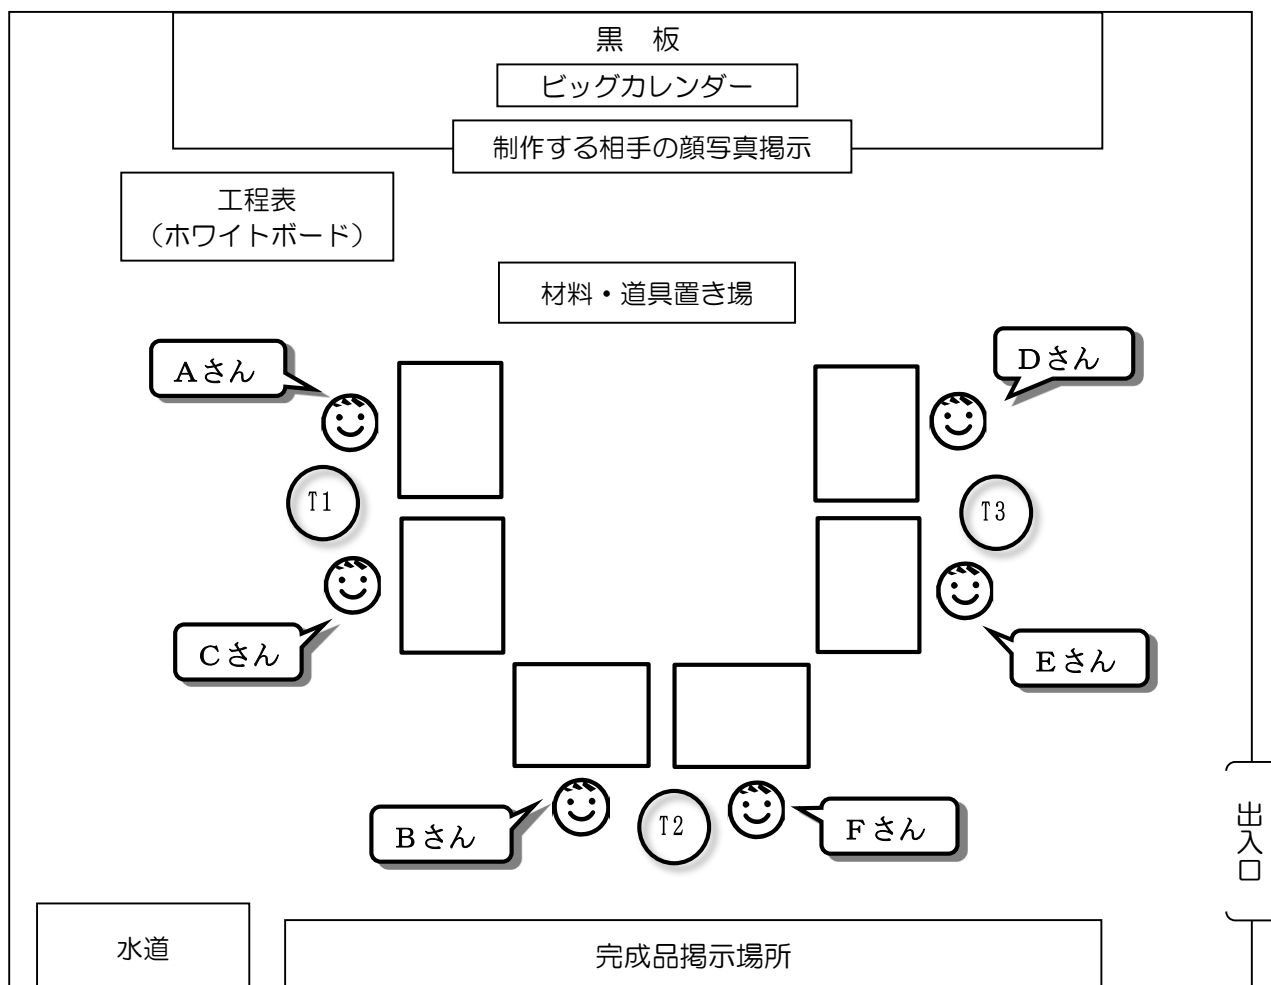 黒 板
ビッグカレンダー
制作する相手の顔写真掲示
工程表
（ホワイトボード）
材料・道具置き場
Aさん
Dさん
T1
T3
Cさん
Eさん
Bさん
T2
Fさん
出入口
水道
完成品掲示場所